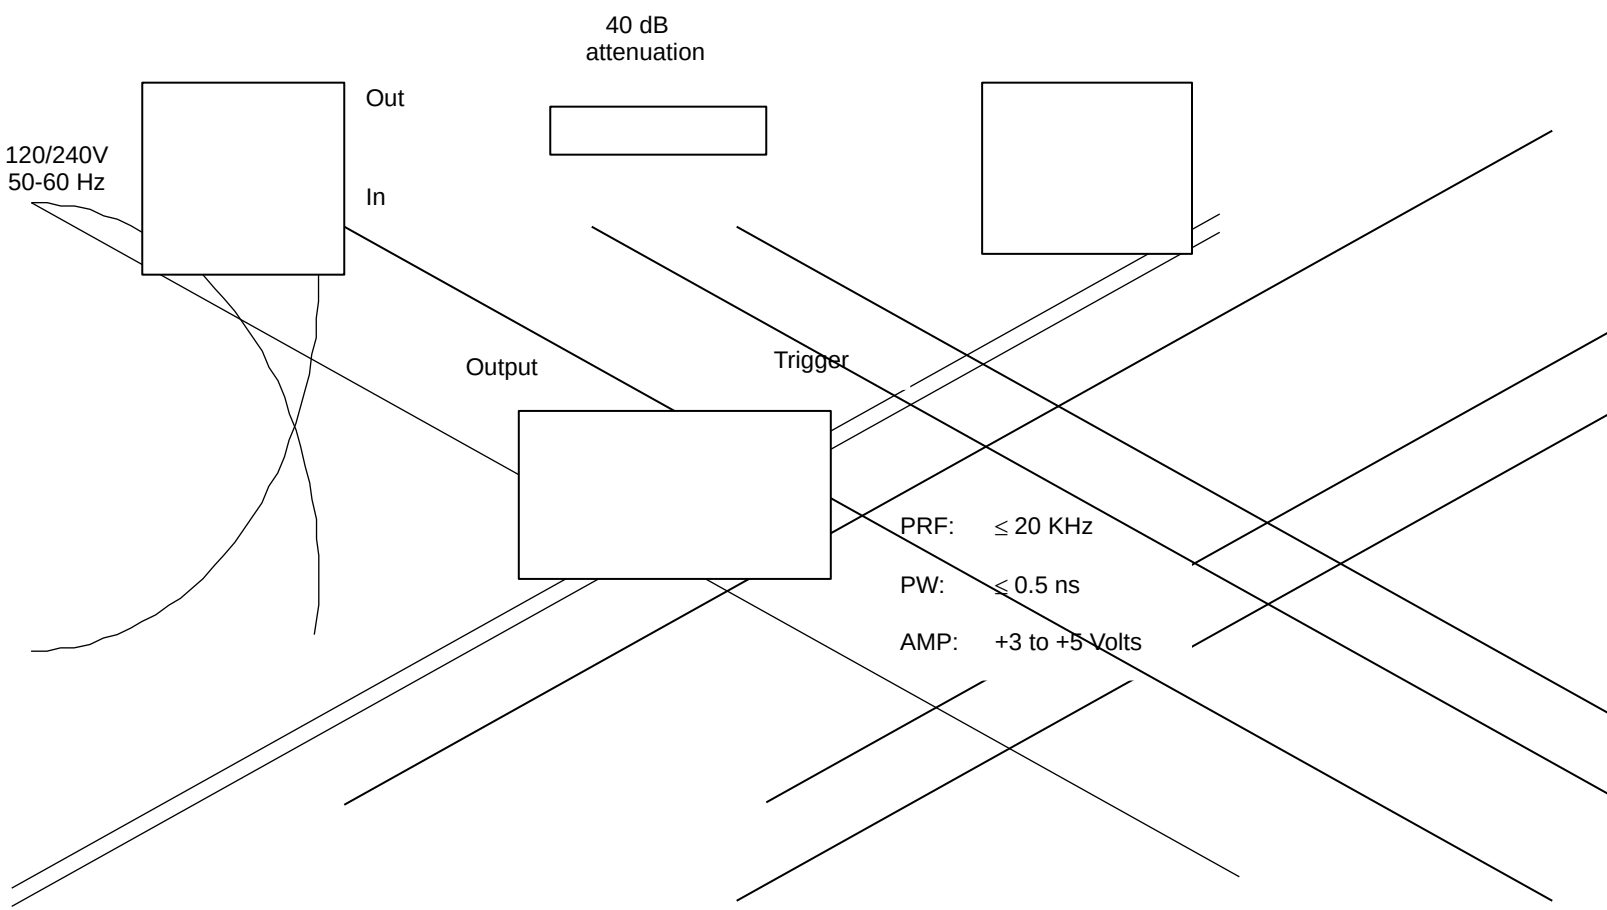 40 dB
attenuation
Out
120/240V
50-60 Hz
In
Output
Trigger
PRF: ≤ 20 KHz
PW: ≤ 0.5 ns
AMP: +3 to +5 Volts